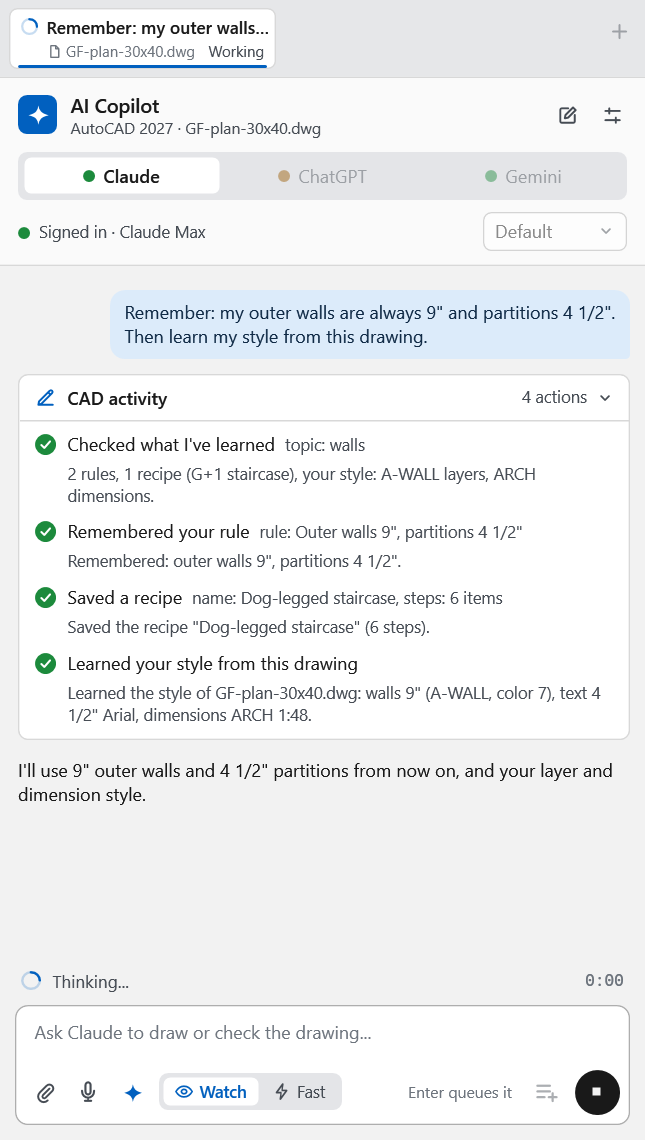 Remember: my outer walls...
GF-plan-30x40.dwg Working
AI Copilot
AutoCAD 2027 · GF-plan-30x40.dwg
Claude ChatGPT Gemini
Signed in · Claude Max Default
Remember: my outer walls are always 9" and partitions 4 1/2".
Then learn my style from this drawing.
CAD activity 4 actions
Checked what I've learned topic: walls
2 rules, 1 recipe (G+1 staircase), your style: A-WALL layers, ARCH
dimensions.
Remembered your rule rule: Outer walls 9", partitions 4 1/2"
Remembered: outer walls 9", partitions 4 1/2".
Saved a recipe name: Dog-legged staircase, steps: 6 items
Saved the recipe "Dog-legged staircase" (6 steps).
Learned your style from this drawing
Learned the style of GF-plan-30x40.dwg: walls 9" (A-WALL, color 7), text 4
1/2" Arial, dimensions ARCH 1:48.
I'll use 9" outer walls and 4 1/2" partitions from now on, and your layer and
dimension style.
Thinking... 0:00
Ask Claude to draw or check the drawing...
Watch Fast Enter queues it